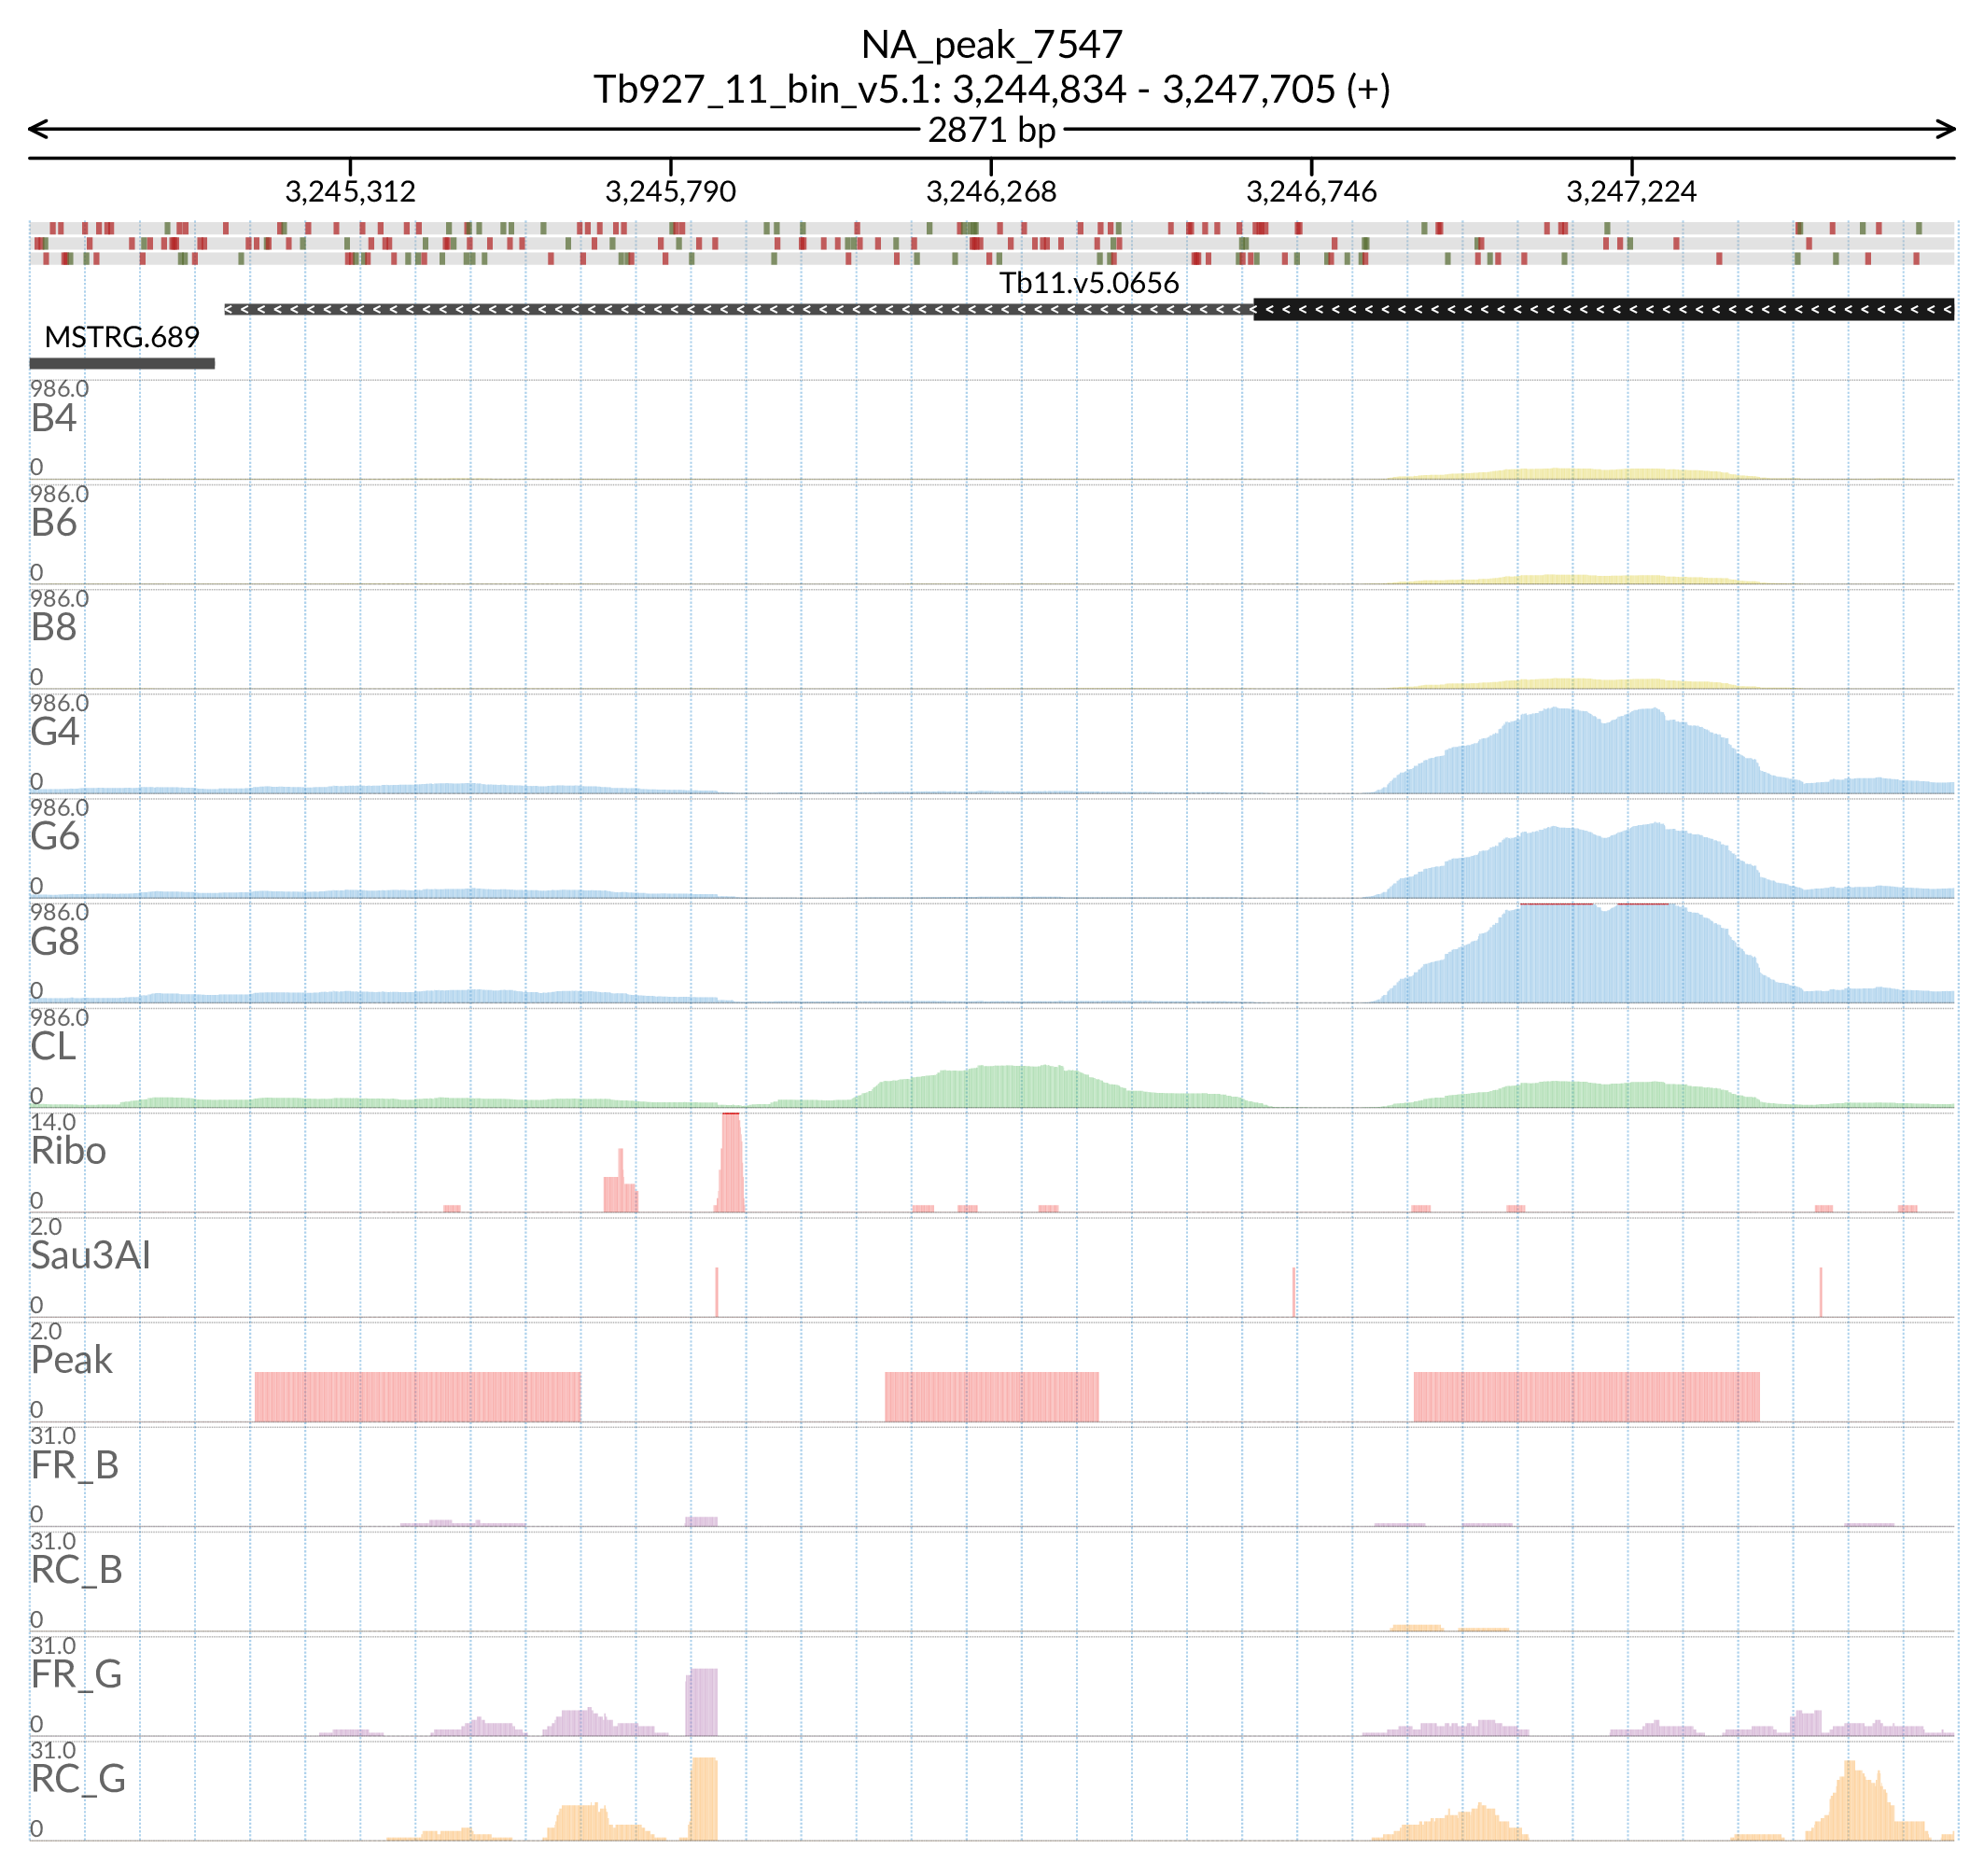 NA_peak_7547
Tb927_11_bin_v5.1: 3,244,834 - 3,247,705 (+)
2871 bp
3,245,312 3,245,790 3,246,268 3,246,746 3,247,224
Tb11.v5.0656
MSTRG.689
986.0
B4
0
986.0
B6
0
986.0
B8
0
986.0
G4
0
986.0
G6
0
986.0
G8
0
986.0
CL
0
14.0
Ribo
0
2.0
Sau3AI
0
2.0
Peak
0
31.0
FR_B
0
31.0
RC_B
0
31.0
FR_G
0
31.0
RC_G
0